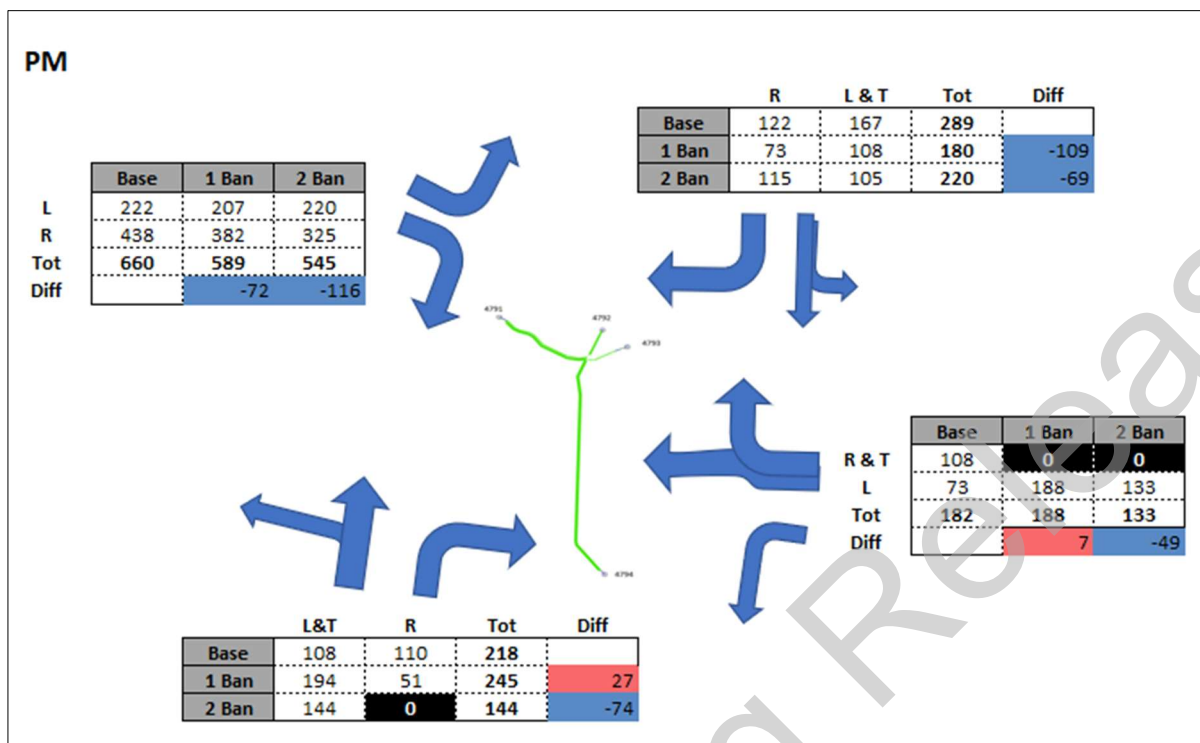 PM
R L & T Tot Diff
Base 122 167 289
1 Ban 73 108 180 -109
2 Ban 115 105 220 -69
Base 1 Ban 2 Ban
L 222 207 220
R 438 382 325
Tot 660 589 545
Diff -72 -116
4791
4792
4793
Base 1 Ban 2 Ban
R & T 108 0 0
L 73 188 133
Tot 182 188 133
Diff 7 -49
4794
L&T R Tot Diff
Base 108 110 218
1 Ban 194 51 245 27
2 Ban 144 0 144 -74
g Releas